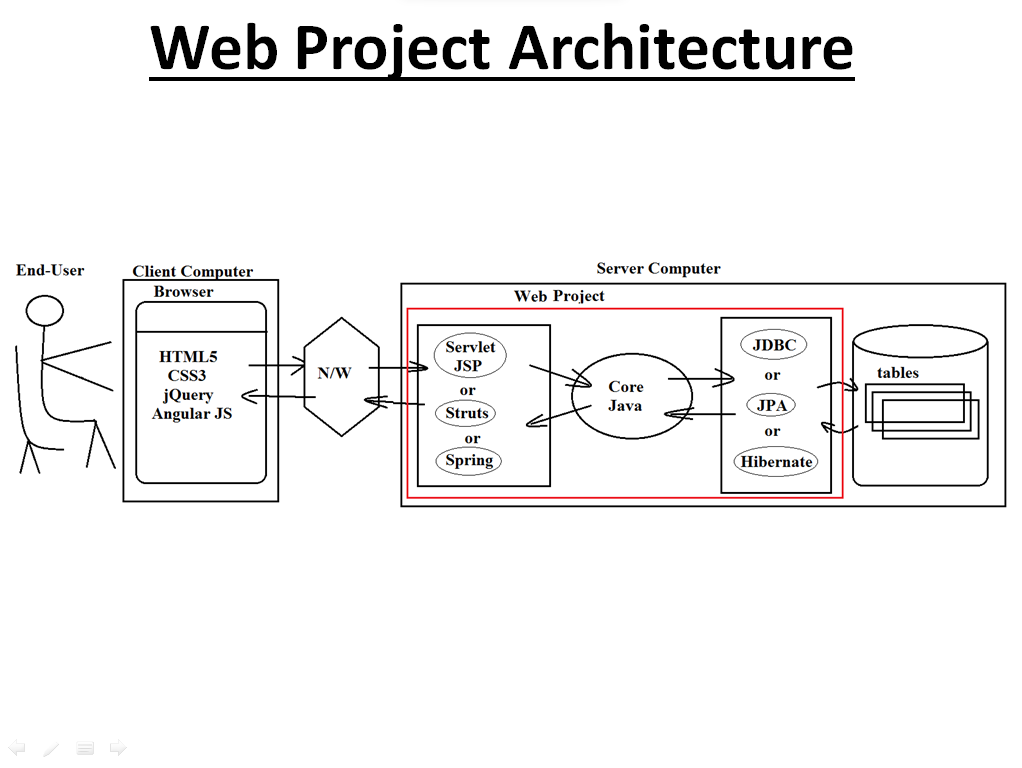 Web Project Architecture
End-User
Client Computer
Browser
HTML5
CSS3
jQuery
Angular JS
N/W
Server Computer
Web Project
Servlet
JSP
or
Struts
or
Spring
Core
Java
JDBC
or
JPA
or
Hibernate
tables